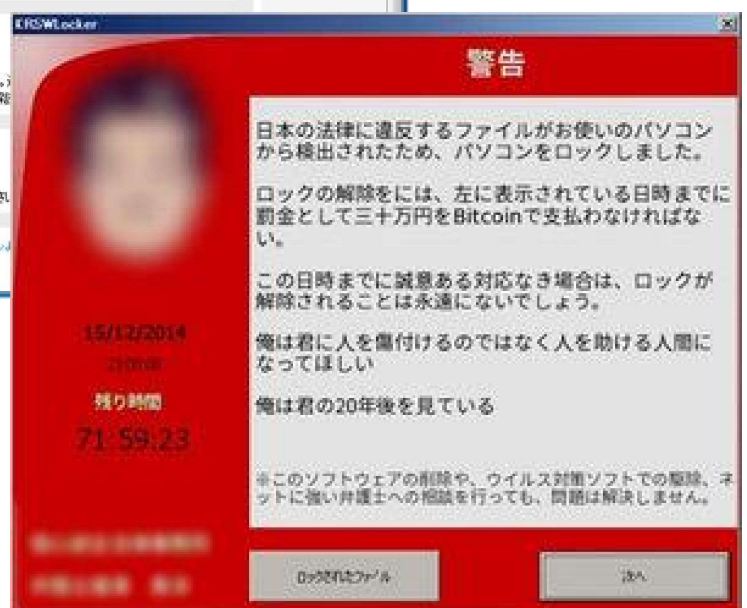 KRSWLocker
警告
日本の法律に違反するファイルがお使いのパソコン
から検出されたため、パソコンをロックしました。
ロックの解除をには、左に表示されている日時までに
罰金として三十万円をBitcoinで支払わなければな
い。
この日時までに誠意ある対応なき場合は、ロックが
解除されることは永遠にないでしょう。
俺は君に人を傷付けるのではなく人を助ける人間に
なってほしい
俺は君の20年後を見ている
※このソフトウェアの削除や、ウイルス対策ソフトでの駆除、ネ
ットに強い弁護士への相談を行っても、問題は解決しません。
15/12/2014
残り時間
71:59:23
ロックされたファイル
次へ